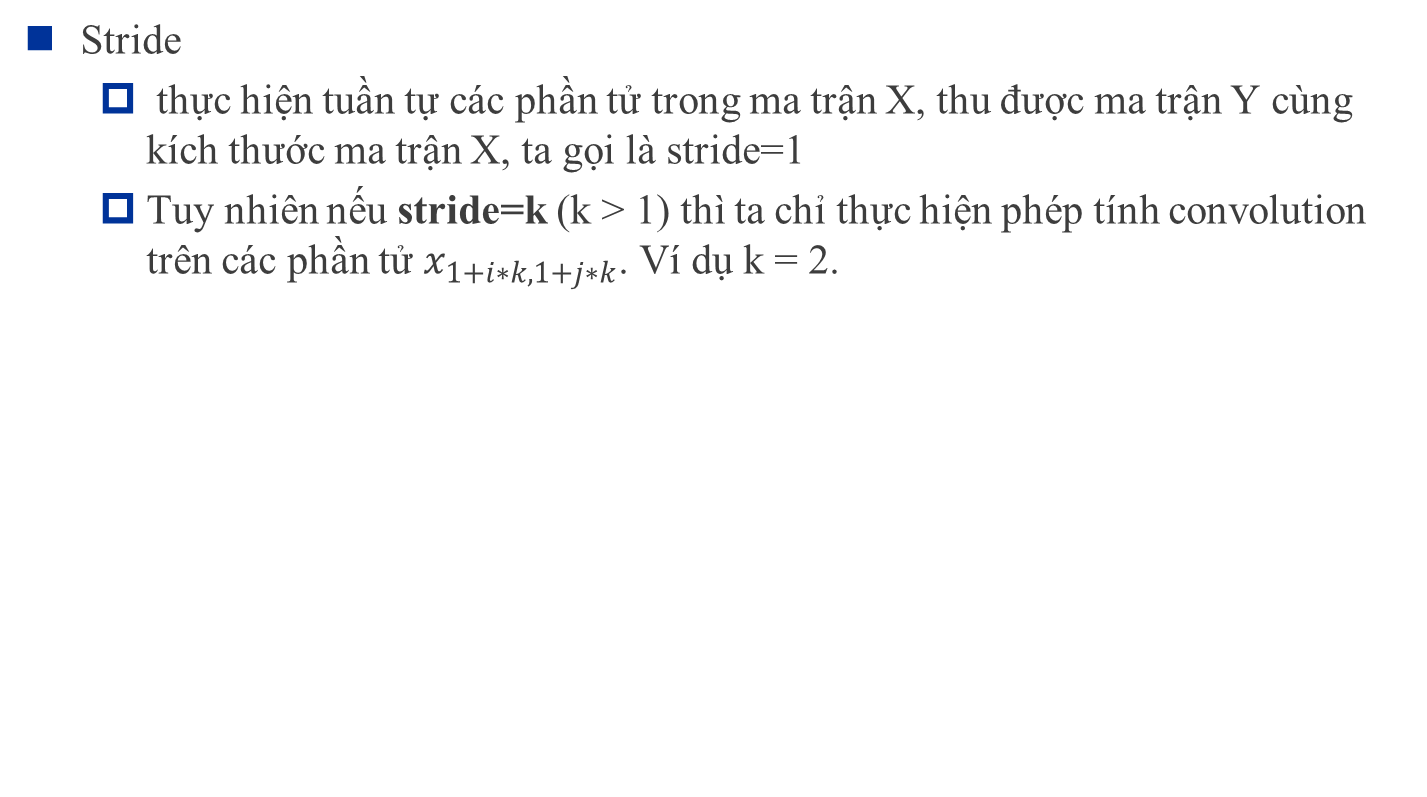 Stride
thực hiện tuần tự các phần tử trong ma trận X, thu được ma trận Y cùng
kích thước ma trận X, ta gọi là stride=1
Tuy nhiên nếu stride=k (k > 1) thì ta chỉ thực hiện phép tính convolution
trên các phần tử $x_{1+i*k,1+j*k}$. Ví dụ k = 2.